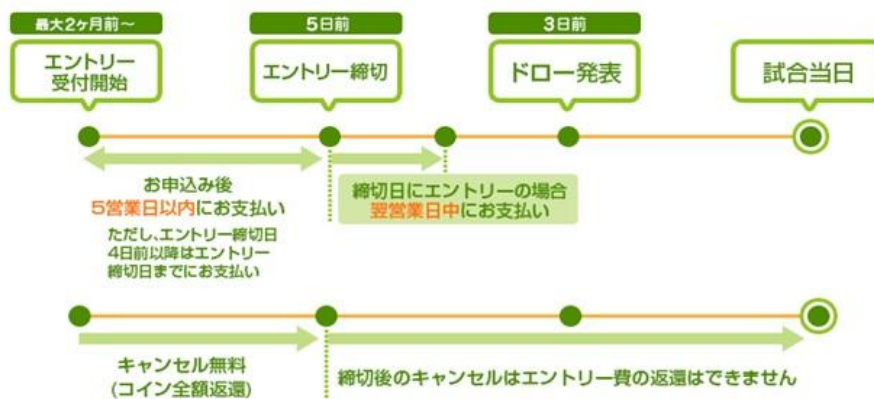 最大2ヶ月前〜
エントリー
受付開始
5日前
エントリー締切
3日前
ドロー発表
試合当日
お申込み後
5営業日以内にお支払い
ただし、エントリー締切日
4日前以降はエントリー
締切日までにお支払い
締切日にエントリーの場合
翌営業日中にお支払い
キャンセル無料
(コイン全額返還)
締切後のキャンセルはエントリー費の返還はできません